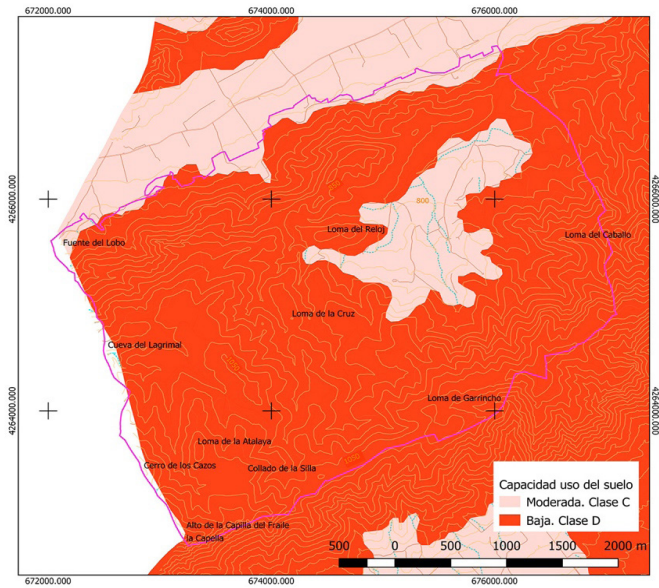 672000.000
674000.000
676000.000
4266000.000
4266000.000
800
Loma del Reloj
Loma del Caballo
Fuente del Lobo
Loma de la Cruz
Cueva del Lagrimal
Loma de Garrincho
4264000.000
4264000.000
Loma de la Atalaya
Cerro de los Cazos
Collado de la Silla
Capacidad uso del suelo
Moderada. Clase C
Baja. Clase D
Alto de la Capilla del Fraile
la Capella
500 0 500 1000 1500 2000 m
672000.000
674000.000
676000.000